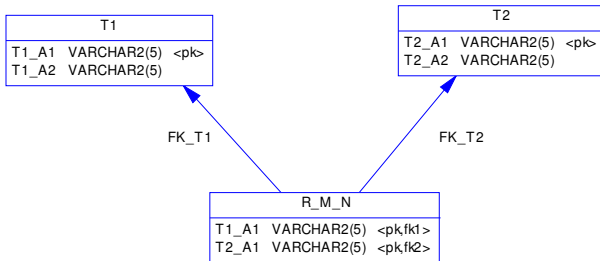 T1
T1_A1 VARCHAR2(5) <pk>
T1_A2 VARCHAR2(5)
T2
T2_A1 VARCHAR2(5) <pk>
T2_A2 VARCHAR2(5)
FK_T1
FK_T2
R_M_N
T1_A1 VARCHAR2(5) <pk,fk1>
T2_A1 VARCHAR2(5) <pk,fk2>